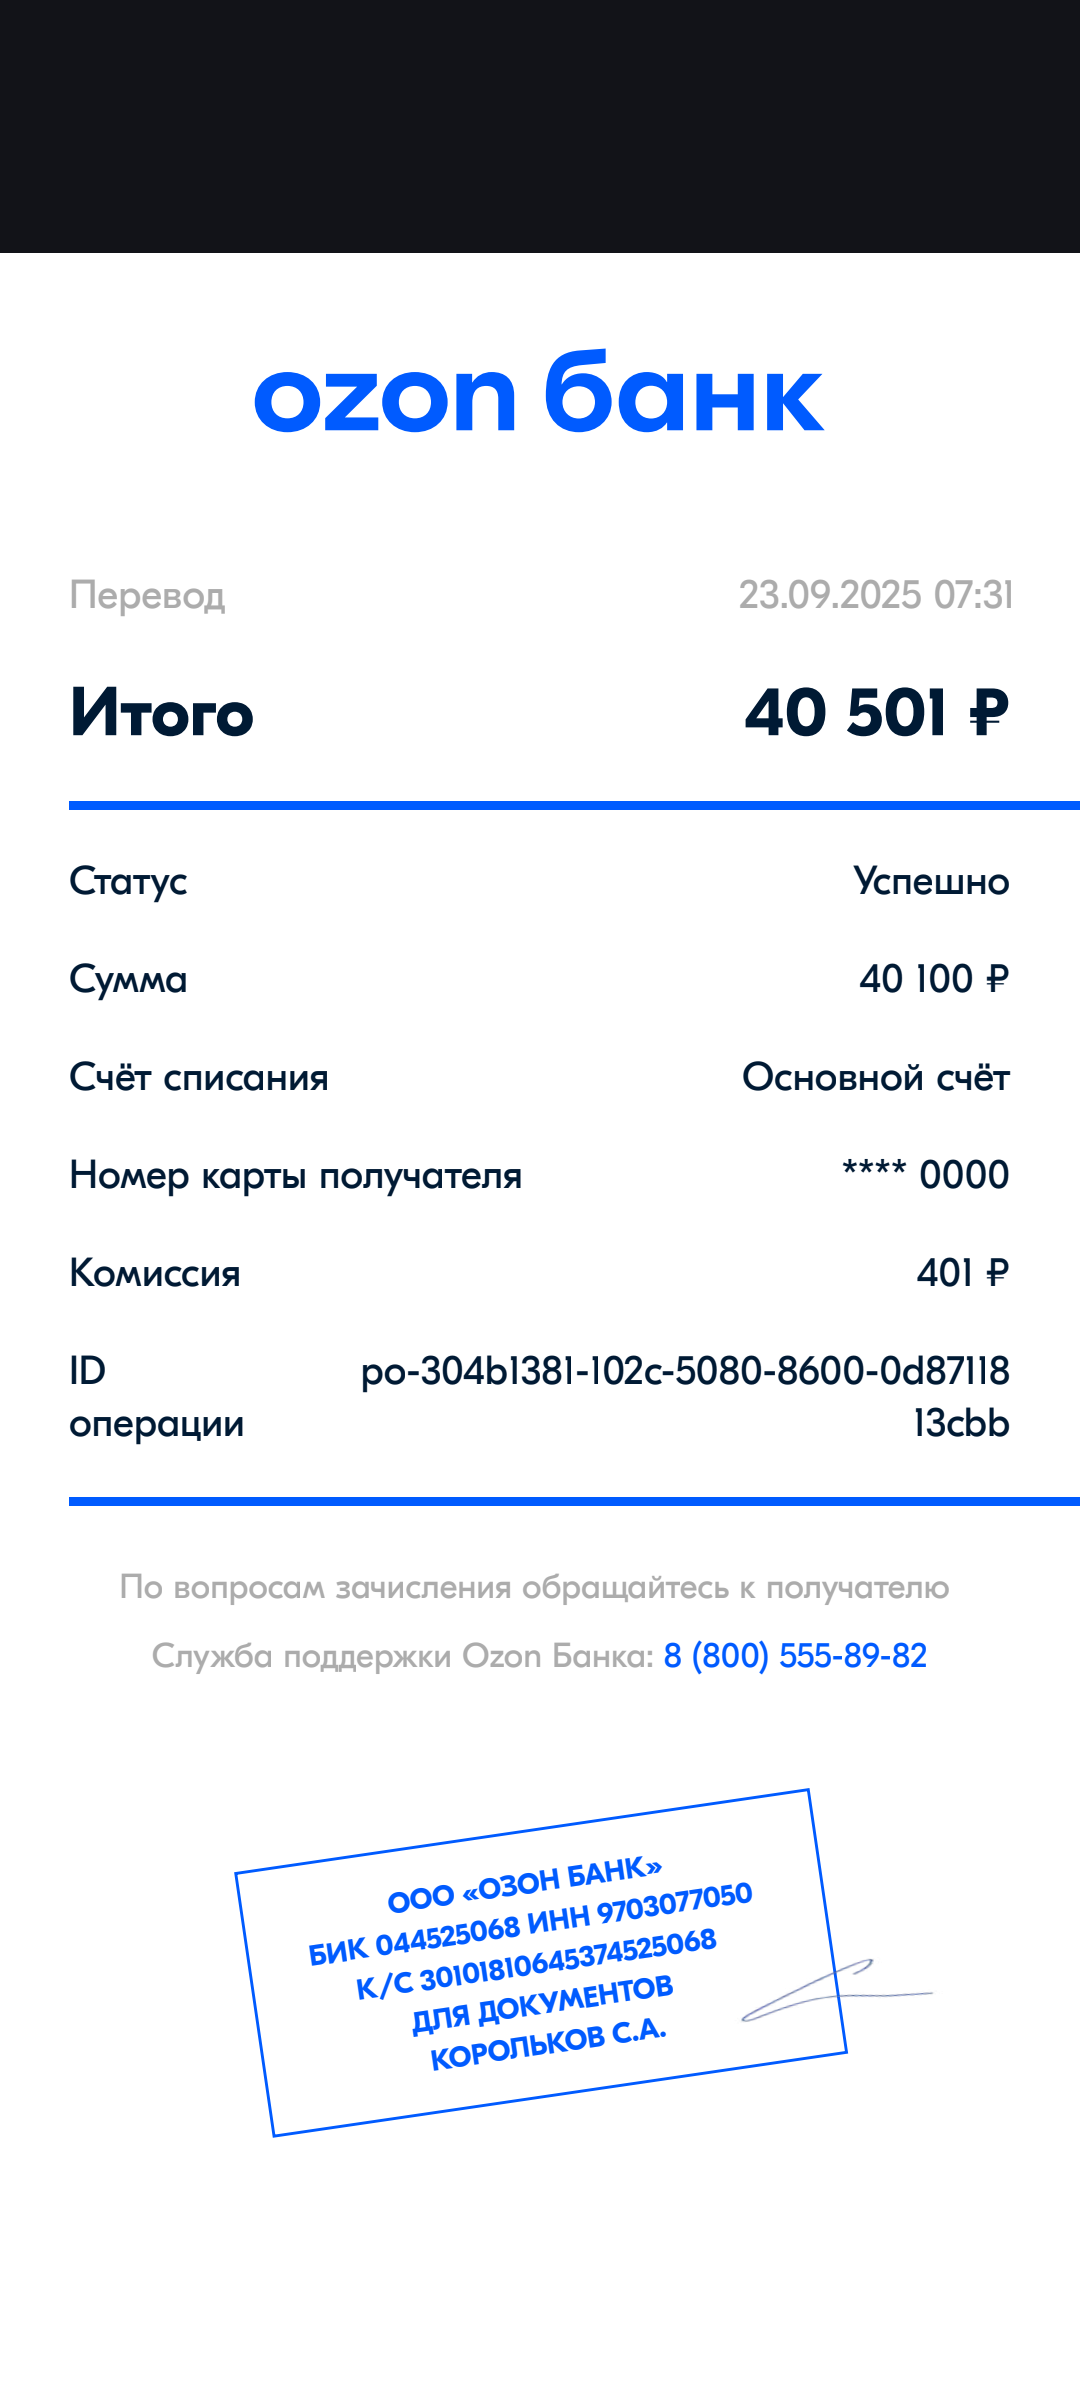 ozon банк
Перевод 23.09.2025 07:31
Итого 40 501 ₽
Статус Успешно
Сумма 40 100 ₽
Счёт списания Основной счёт
Номер карты получателя **** 0000
Комиссия 401 ₽
ID po-304b1381-102c-5080-8600-0d87118
операции 13cbb
По вопросам зачисления обращайтесь к получателю
Служба поддержки Ozon Банка: 8 (800) 555-89-82
ООО «ОЗОН БАНК»
БИК 044525068 ИНН 9703077050
К/С 30101810645374525068
ДЛЯ ДОКУМЕНТОВ
КОРОЛЬКОВ С.А.